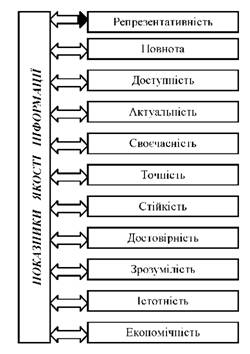 ПОКАЗНИКИ ЯКОСТІ ІНФОРМАЦІЇ
Репрезентативність
Повнота
Доступність
Актуальність
Своєчасність
Точність
Стійкість
Достовірність
Зрозумілість
Істотність
Економічність